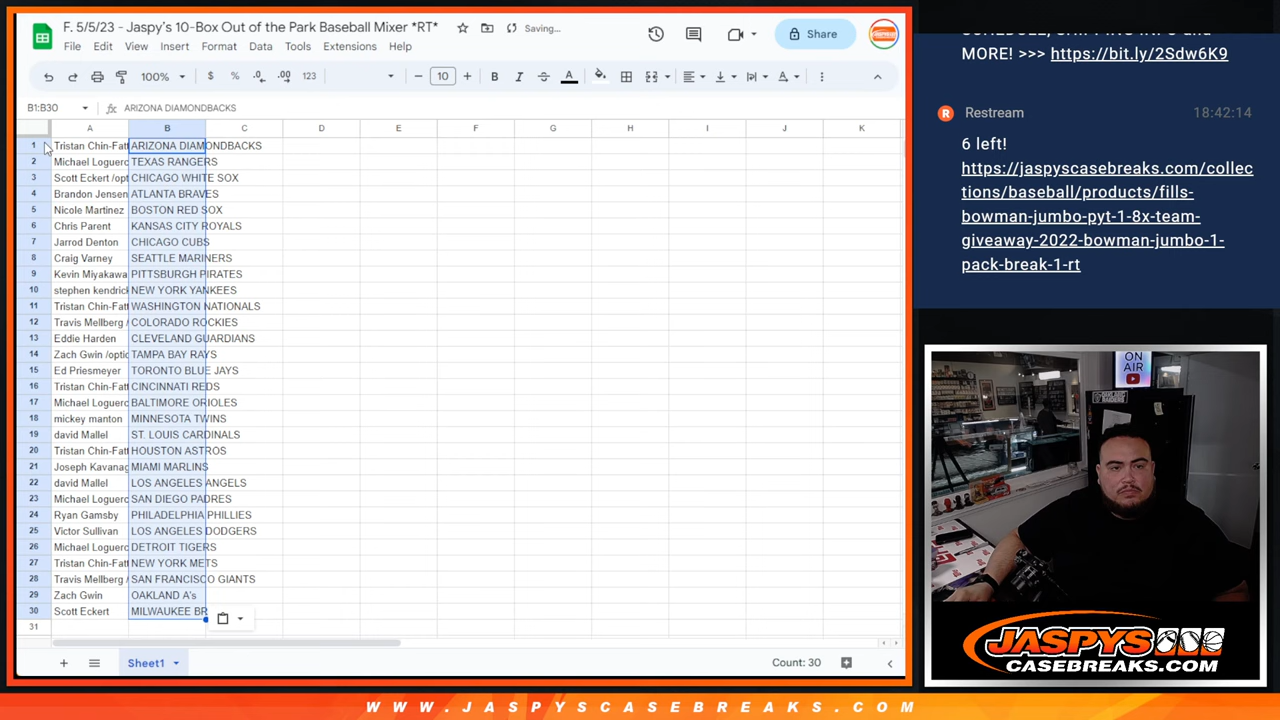 F. 5/5/23 - Jaspy's 10-Box Out of the Park Baseball Mixer *RT*
Saving...
Share
File Edit View Insert Format Data Tools Extensions Help
100% $ % .0 .00 123 10 B I A
B1:B30 fx ARIZONA DIAMONDBACKS
A B C D E F G H I J K
1 Tristan Chin-Fatt ARIZONA DIAMONDBACKS
2 Michael Loguerc TEXAS RANGERS
3 Scott Eckert /opt CHICAGO WHITE SOX
4 Brandon Jensen ATLANTA BRAVES
5 Nicole Martinez BOSTON RED SOX
6 Chris Parent KANSAS CITY ROYALS
7 Jarrod Denton CHICAGO CUBS
8 Craig Varney SEATTLE MARINERS
9 Kevin Miyakawa PITTSBURGH PIRATES
10 stephen kendrick NEW YORK YANKEES
11 Tristan Chin-Fatt WASHINGTON NATIONALS
12 Travis Mellberg / COLORADO ROCKIES
13 Eddie Harden CLEVELAND GUARDIANS
14 Zach Gwin /optic TAMPA BAY RAYS
15 Ed Priesmeyer TORONTO BLUE JAYS
16 Tristan Chin-Fatt CINCINNATI REDS
17 Michael Loguerc BALTIMORE ORIOLES
18 mickey manton MINNESOTA TWINS
19 david Mallel ST. LOUIS CARDINALS
20 Tristan Chin-Fatt HOUSTON ASTROS
21 Joseph Kavanag MIAMI MARLINS
22 david Mallel LOS ANGELES ANGELS
23 Michael Loguerc SAN DIEGO PADRES
24 Ryan Gamsby PHILADELPHIA PHILLIES
25 Victor Sullivan LOS ANGELES DODGERS
26 Michael Loguerc DETROIT TIGERS
27 Tristan Chin-Fatt NEW YORK METS
28 Travis Mellberg / SAN FRANCISCO GIANTS
29 Zach Gwin OAKLAND A's
30 Scott Eckert MILWAUKEE BR
31
Sheet1
Count: 30
MORE! >>> https://bit.ly/2Sdw6K9
Restream 18:42:14
6 left!
https://jaspyscasebreaks.com/collec
tions/baseball/products/fills-
bowman-jumbo-pyt-1-8x-team-
giveaway-2022-bowman-jumbo-1-
pack-break-1-rt
ON
AIR
JASPYS
CASEBREAKS.COM
WWW.JASPYSCASEBREAKS.COM